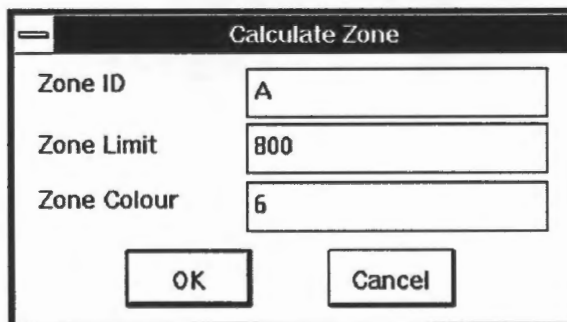 Calculate Zone
Zone ID A
Zone Limit 800
Zone Colour 6
OK Cancel